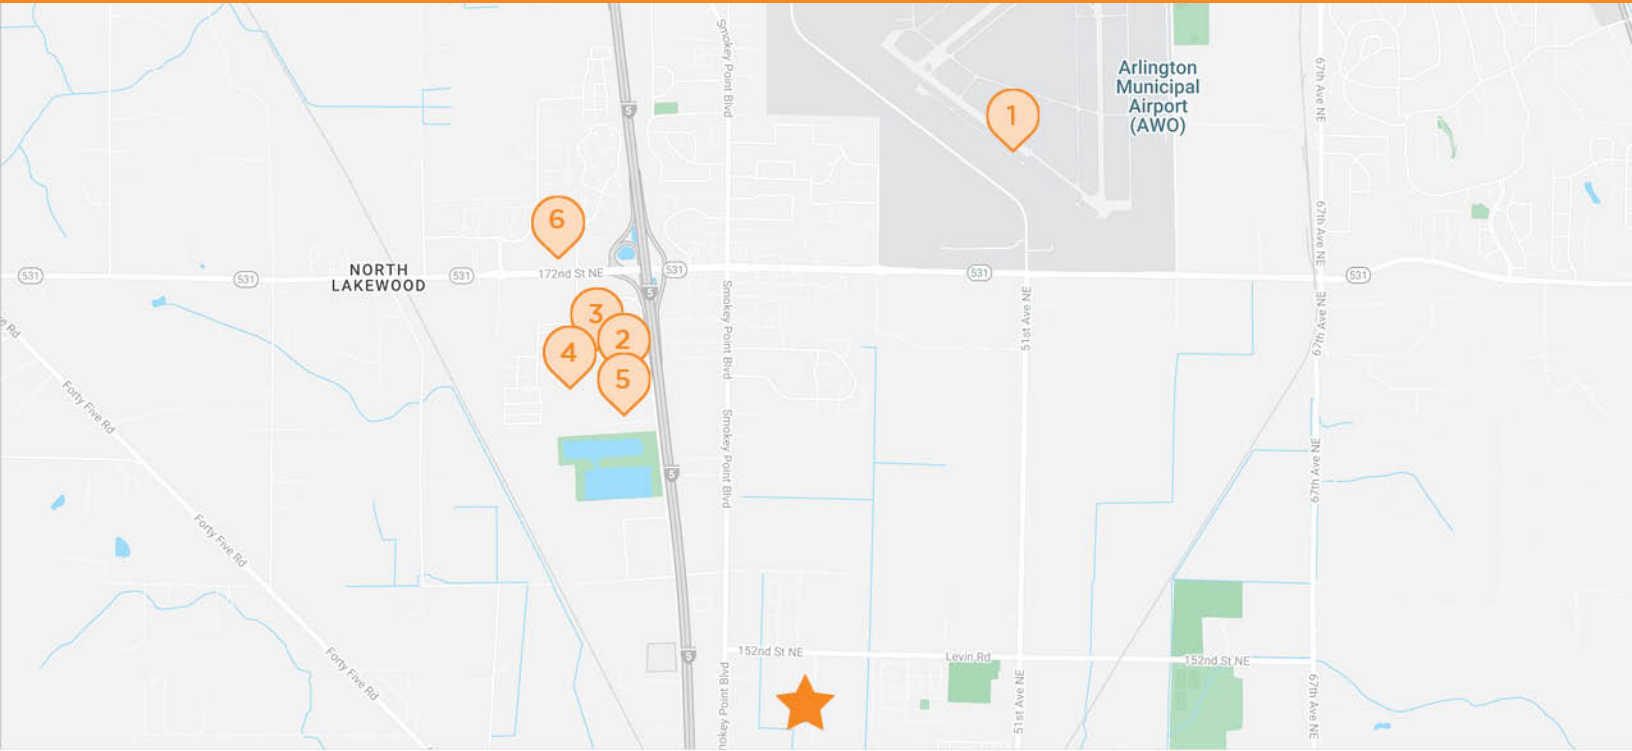 5
Smokey Point Blvd
67th Ave NE
Arlington
Municipal
Airport
(AWO)
1
6
67th Ave NE
531
531
NORTH
LAKEWOOD
531
172nd St NE
531
531
531
5
3
2
4
5
Smokey Point Blvd
51st Ave NE
67th Ave NE
e Rd
Forty Five Rd
Smokey Point Blvd
5
67th Ave NE
Forty Five Rd
Forty Five Rd
5
152nd St NE
Levin Rd
152nd St NE
mokey Point Blvd
51st Ave NE
67th Ave NE